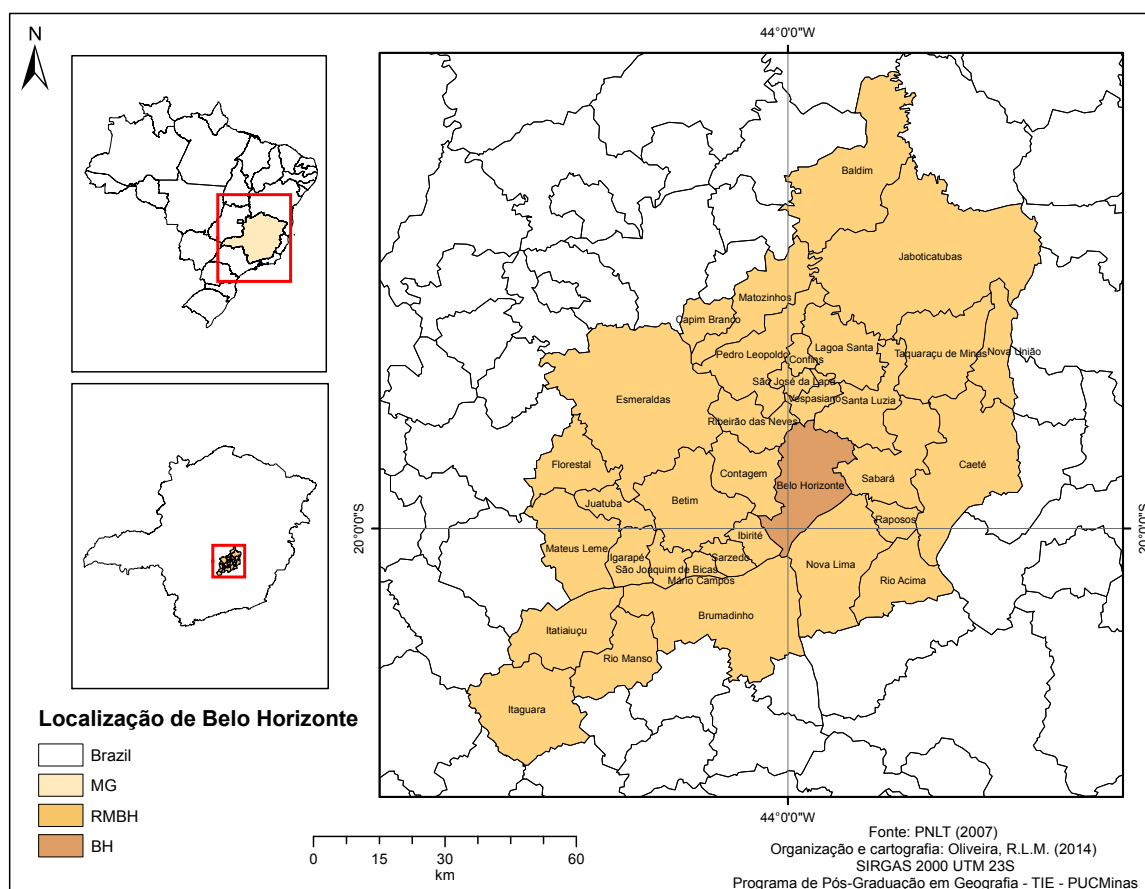 N
44°0'0"W
Baldim
Jaboticatubas
Matozinhos
Capim Branco
Pedro Leopoldo
Confins
Lagoa Santa
Taquaraçu de Minas
Nova União
São José da Lapa
Vespasiano
Santa Luzia
Esmeraldas
Ribeirão das Neves
Florestal
Contagem
Belo Horizonte
Sabará
Caeté
Juatuba
Betim
Raposos
20°0'0"S
20°0'0"S
Ibirité
Mateus Leme
Igarapé
Sarzedo
São Joaquim de Bicas
Mário Campos
Nova Lima
Rio Acima
Brumadinho
Itatiaiuçu
Rio Manso
Itaguara
44°0'0"W
Localização de Belo Horizonte
Brazil
MG
RMBH
BH
0 15 30 60
km
Fonte: PNLT (2007)
Organização e cartografia: Oliveira, R.L.M. (2014)
SIRGAS 2000 UTM 23S
Programa de Pós-Graduação em Geografia - TIE - PUCMinas